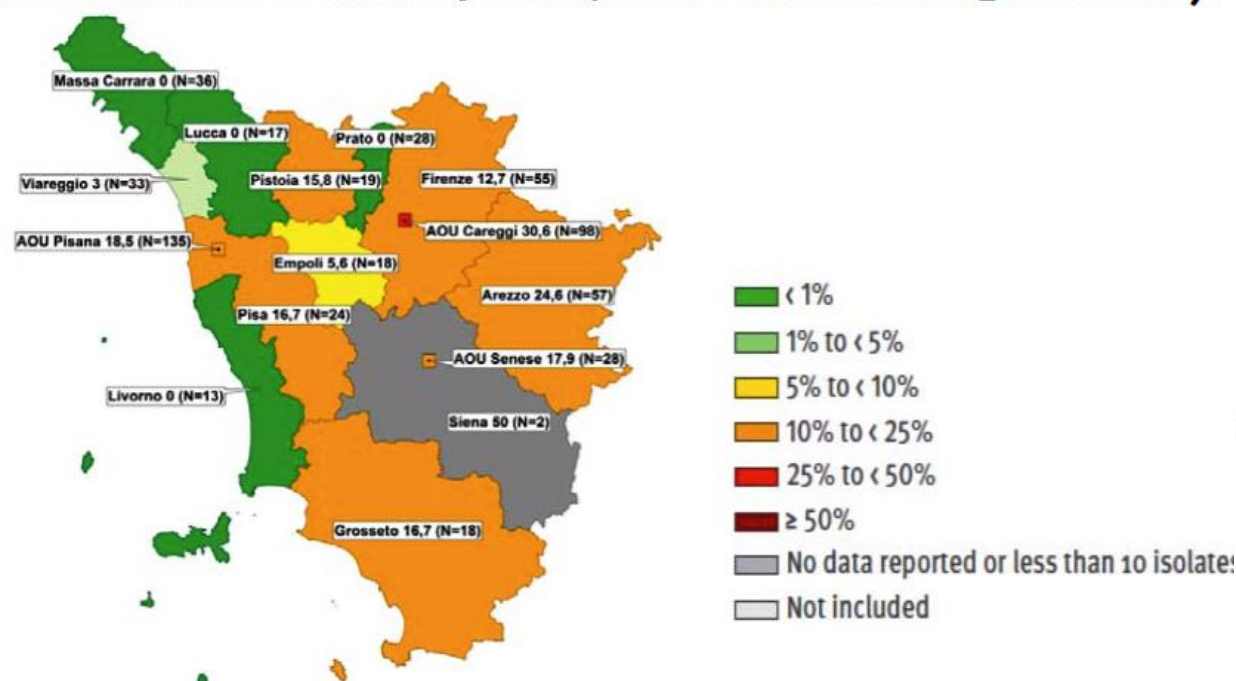 Massa Carrara 0 (N=36)
Lucca 0 (N=17)
Prato 0 (N=28)
Viareggio 3 (N=33)
Pistoia 15,8 (N=19)
Firenze 12,7 (N=55)
AOU Pisana 18,5 (N=135)
AOU Careggi 30,6 (N=98)
Empoli 5,6 (N=18)
Arezzo 24,6 (N=57)
Pisa 16,7 (N=24)
AOU Senese 17,9 (N=28)
Livorno 0 (N=13)
Siena 50 (N=2)
Grosseto 16,7 (N=18)
< 1%
1% to < 5%
5% to < 10%
10% to < 25%
25% to < 50%
≥ 50%
No data reported or less than 10 isolates
Not included